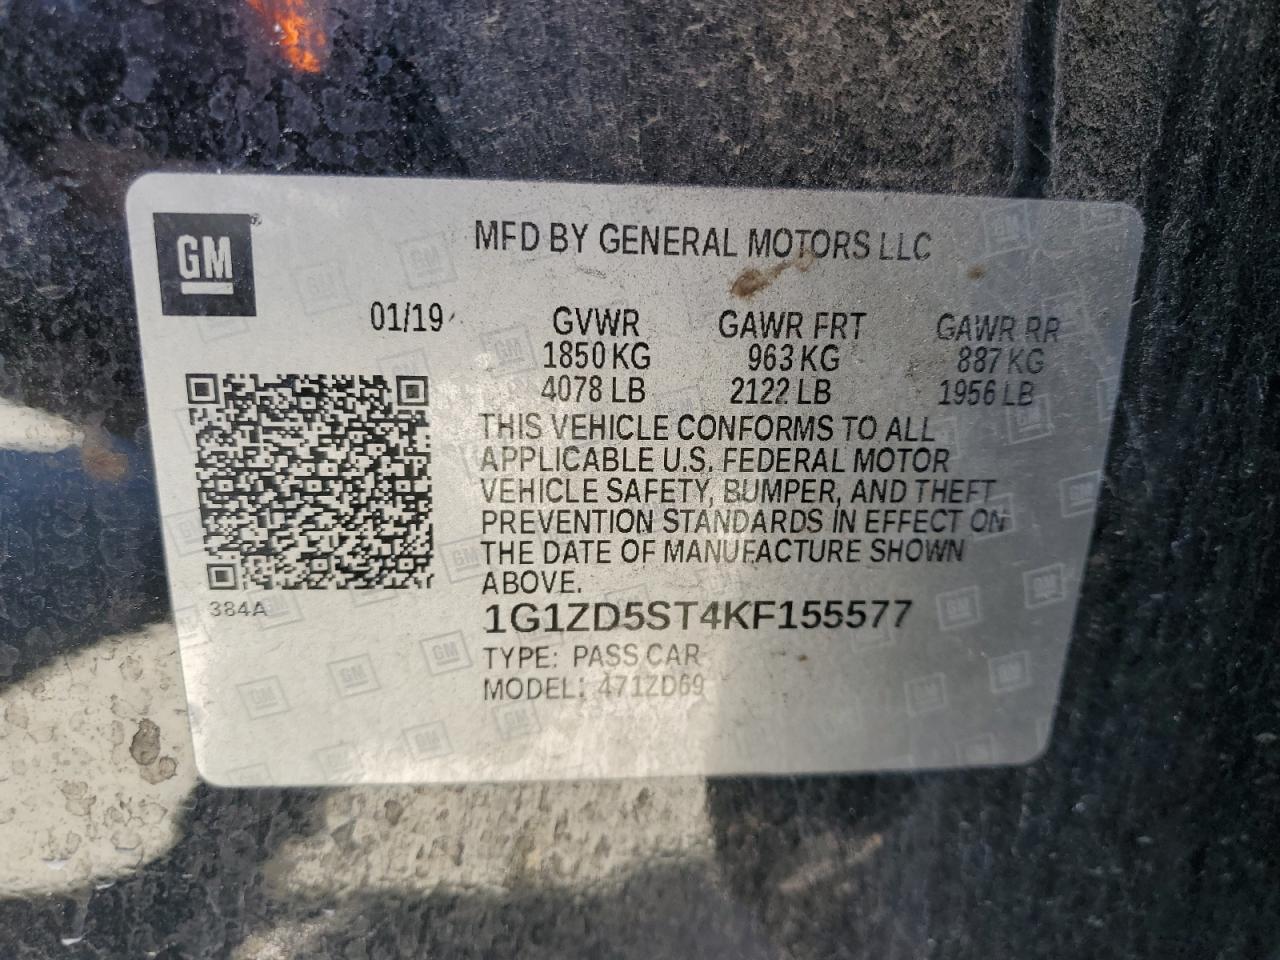 GM
MFD BY GENERAL MOTORS LLC
01/19 GVWR GAWR FRT GAWR RR
1850 KG 963 KG 887 KG
4078 LB 2122 LB 1956 LB
THIS VEHICLE CONFORMS TO ALL
APPLICABLE U.S. FEDERAL MOTOR
VEHICLE SAFETY, BUMPER, AND THEFT
PREVENTION STANDARDS IN EFFECT ON
THE DATE OF MANUFACTURE SHOWN
ABOVE.
384A
1G1ZD5ST4KF155577
TYPE: PASS CAR
MODEL: 471ZD69